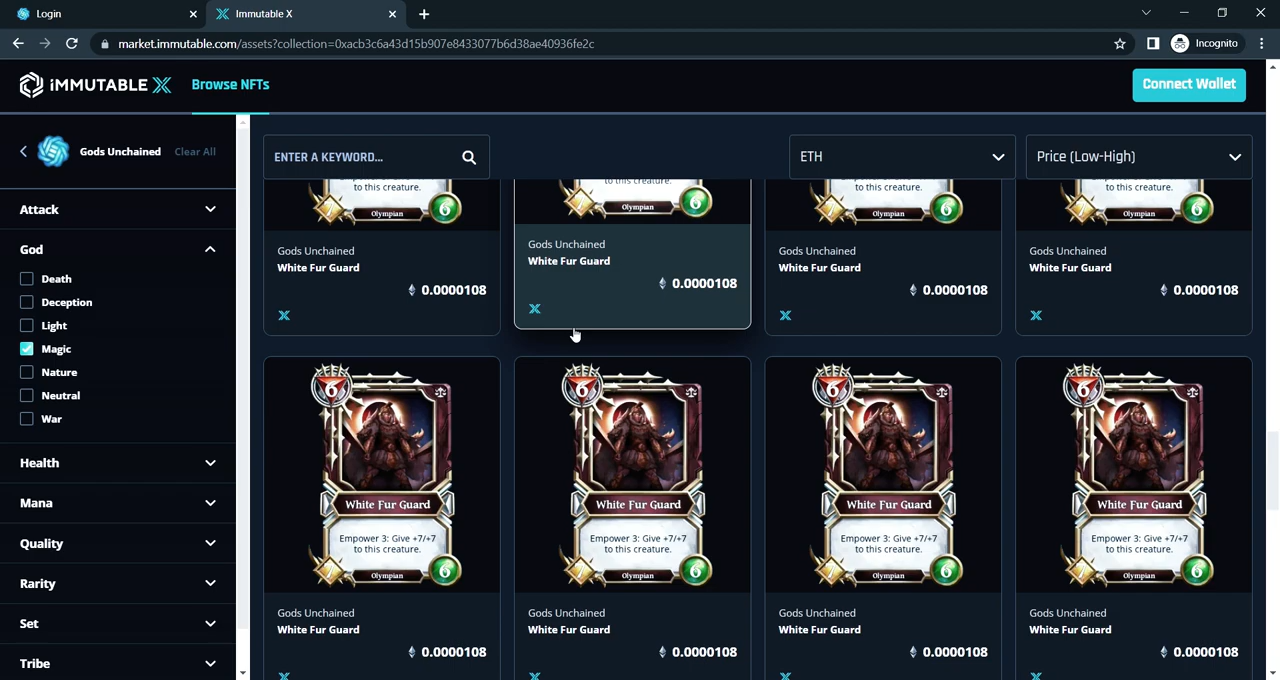 Login
Immutable X
market.immutable.com/assets?collection=0xacb3c6a43d15b907e8433077b6d38ae40936fe2c
Incognito
IMMUTABLE X
Browse NFTs
Connect Wallet
Gods Unchained
Clear All
ENTER A KEYWORD...
ETH
Price (Low-High)
Attack
God
Death
Deception
Light
Magic
Nature
Neutral
War
Health
Mana
Quality
Rarity
Set
Tribe
to this creature.
6
Olympian
Gods Unchained
White Fur Guard
0.0000108
to this creature.
6
Olympian
Gods Unchained
White Fur Guard
0.0000108
to this creature.
6
Olympian
Gods Unchained
White Fur Guard
0.0000108
to this creature.
6
Olympian
Gods Unchained
White Fur Guard
0.0000108
6
White Fur Guard
Empower 3: Give +7/+7
to this creature.
6
Olympian
Gods Unchained
White Fur Guard
0.0000108
6
White Fur Guard
Empower 3: Give +7/+7
to this creature.
6
Olympian
Gods Unchained
White Fur Guard
0.0000108
6
White Fur Guard
Empower 3: Give +7/+7
to this creature.
6
Olympian
Gods Unchained
White Fur Guard
0.0000108
6
White Fur Guard
Empower 3: Give +7/+7
to this creature.
6
Olympian
Gods Unchained
White Fur Guard
0.0000108